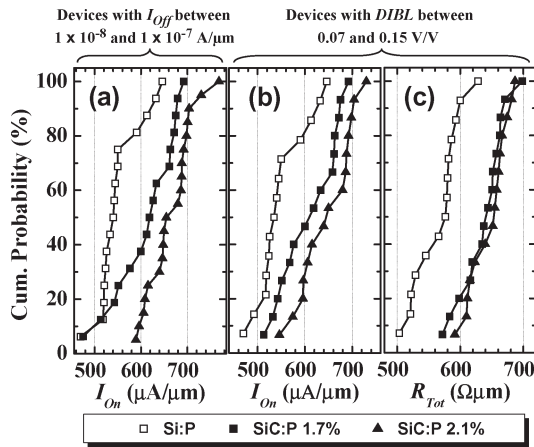 Devices with I_Off between
1 x 10^-8 and 1 x 10^-7 A/μm
Devices with DIBL between
0.07 and 0.15 V/V
Cum. Probability (%)
100
80
60
40
20
0
(a)
(b)
(c)
500 600 700
500 600 700
500 600 700
I_On (μA/μm)
I_On (μA/μm)
R_Tot (Ωμm)
Si:P
SiC:P 1.7%
SiC:P 2.1%